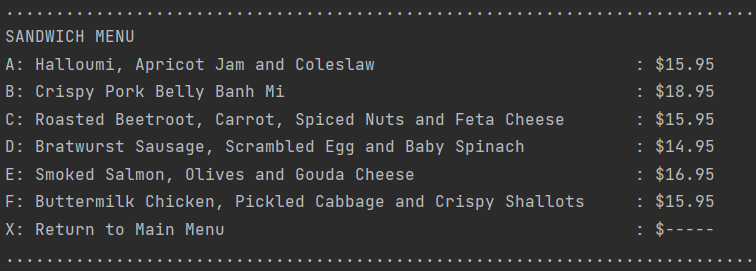 ...........................................................................
SANDWICH MENU
A: Halloumi, Apricot Jam and Coleslaw                          : $15.95
B: Crispy Pork Belly Banh Mi                                   : $18.95
C: Roasted Beetroot, Carrot, Spiced Nuts and Feta Cheese       : $15.95
D: Bratwurst Sausage, Scrambled Egg and Baby Spinach           : $14.95
E: Smoked Salmon, Olives and Gouda Cheese                      : $16.95
F: Buttermilk Chicken, Pickled Cabbage and Crispy Shallots     : $15.95
X: Return to Main Menu                                         : $-----
...........................................................................